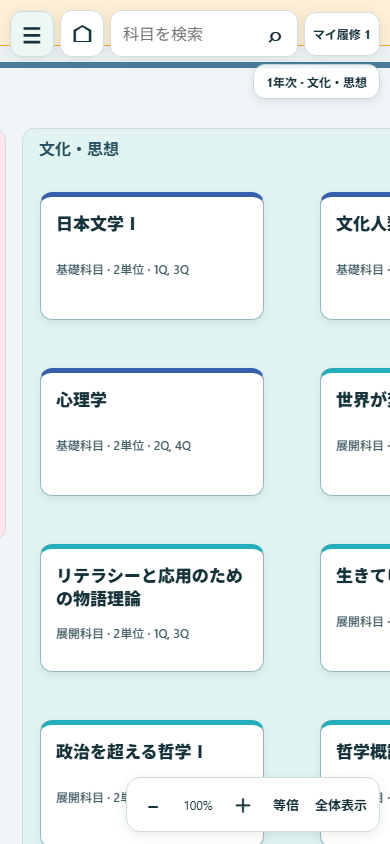 科目を検索
マイ履修 1
1年次 · 文化・思想
文化・思想
日本文学 I
基礎科目 · 2単位 · 1Q, 3Q
文化人
基礎科目 ·
心理学
基礎科目 · 2単位 · 2Q, 4Q
世界が
展開科目 ·
リテラシーと応用のため
の物語理論
展開科目 · 2単位 · 1Q, 3Q
生きて
展開科目 ·
政治を超える哲学 I
展開科目 · 2
哲学概
− 100% + 等倍 全体表示